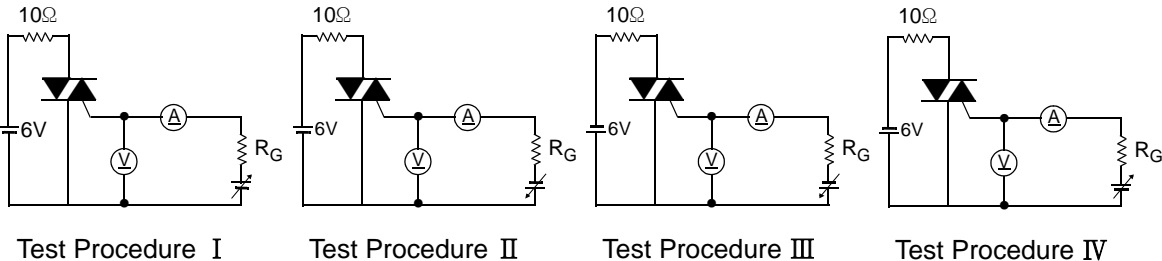 10Ω 10Ω 10Ω 10Ω
A A A A
6V 6V 6V 6V
V V V V
R_G R_G R_G R_G
Test Procedure Ⅰ Test Procedure Ⅱ Test Procedure Ⅲ Test Procedure Ⅳ